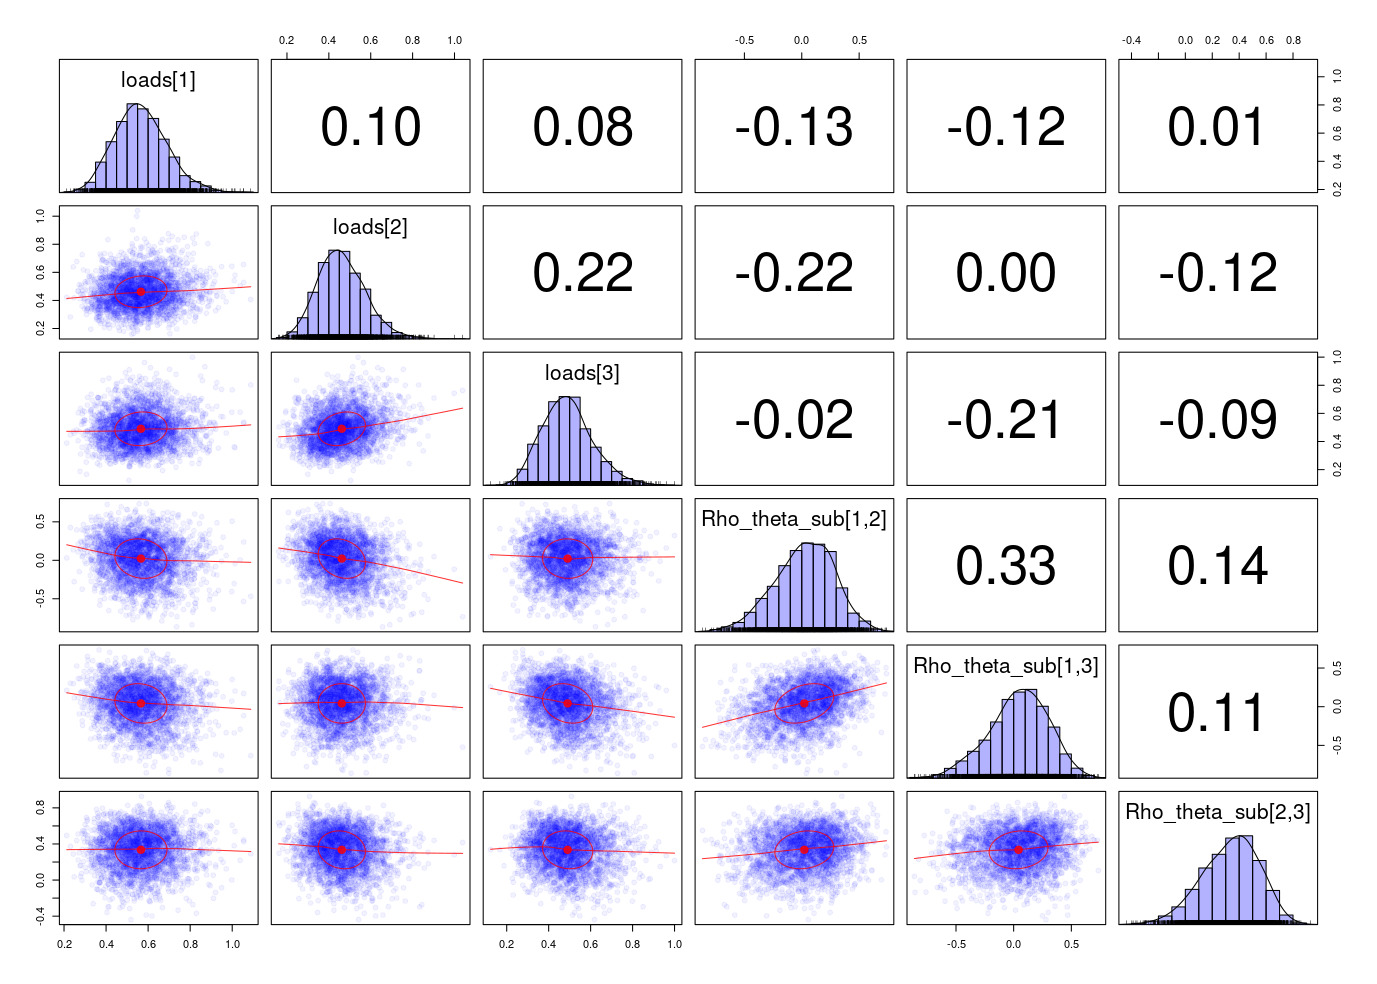 0.2 0.4 0.6 0.8 1.0 -0.5 0.0 0.5 -0.4 0.0 0.2 0.4 0.6 0.8
loads[1] 0.10 0.08 -0.13 -0.12 0.01
0.2 0.4 0.6 0.8 1.0
0.2 0.4 0.6 0.8 1.0
loads[2] 0.22 -0.22 0.00 -0.12
loads[3] -0.02 -0.21 -0.09
0.2 0.4 0.6 0.8 1.0
-0.5 0.0 0.5
Rho_theta_sub[1,2] 0.33 0.14
Rho_theta_sub[1,3] 0.11
-0.5 0.0 0.5
-0.4 0.0 0.4 0.8
Rho_theta_sub[2,3]
0.2 0.4 0.6 0.8 1.0 0.2 0.4 0.6 0.8 1.0 -0.5 0.0 0.5